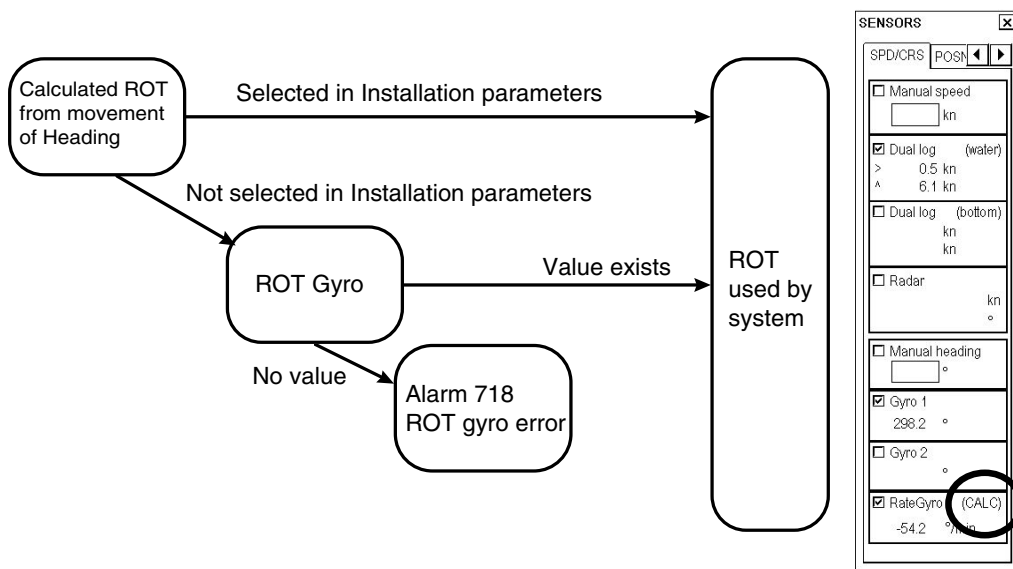 Calculated ROT
from movement
of Heading
Selected in Installation parameters
Not selected in Installation parameters
ROT Gyro
Value exists
No value
Alarm 718
ROT gyro error
ROT
used by
system
SENSORS
SPD/CRS POSN
Manual speed
kn
Dual log (water)
> 0.5 kn
^ 6.1 kn
Dual log (bottom)
kn
kn
Radar
kn
°
Manual heading
°
Gyro 1
298.2 °
Gyro 2
°
RateGyro (CALC)
-54.2 °/min